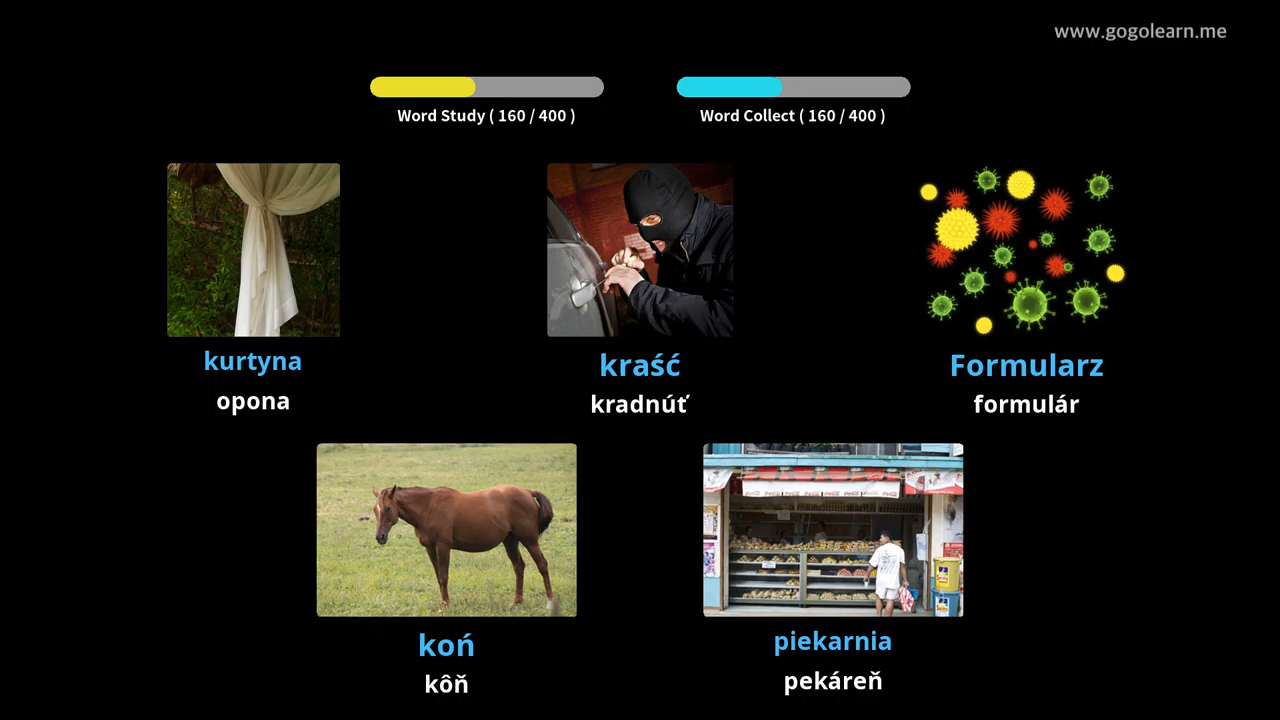 www.gogolearn.me
Word Study ( 160 / 400 )
Word Collect ( 160 / 400 )
kurtyna
opona
kraść
kradnúť
Formularz
formulár
koń
kôň
piekarnia
pekáreň